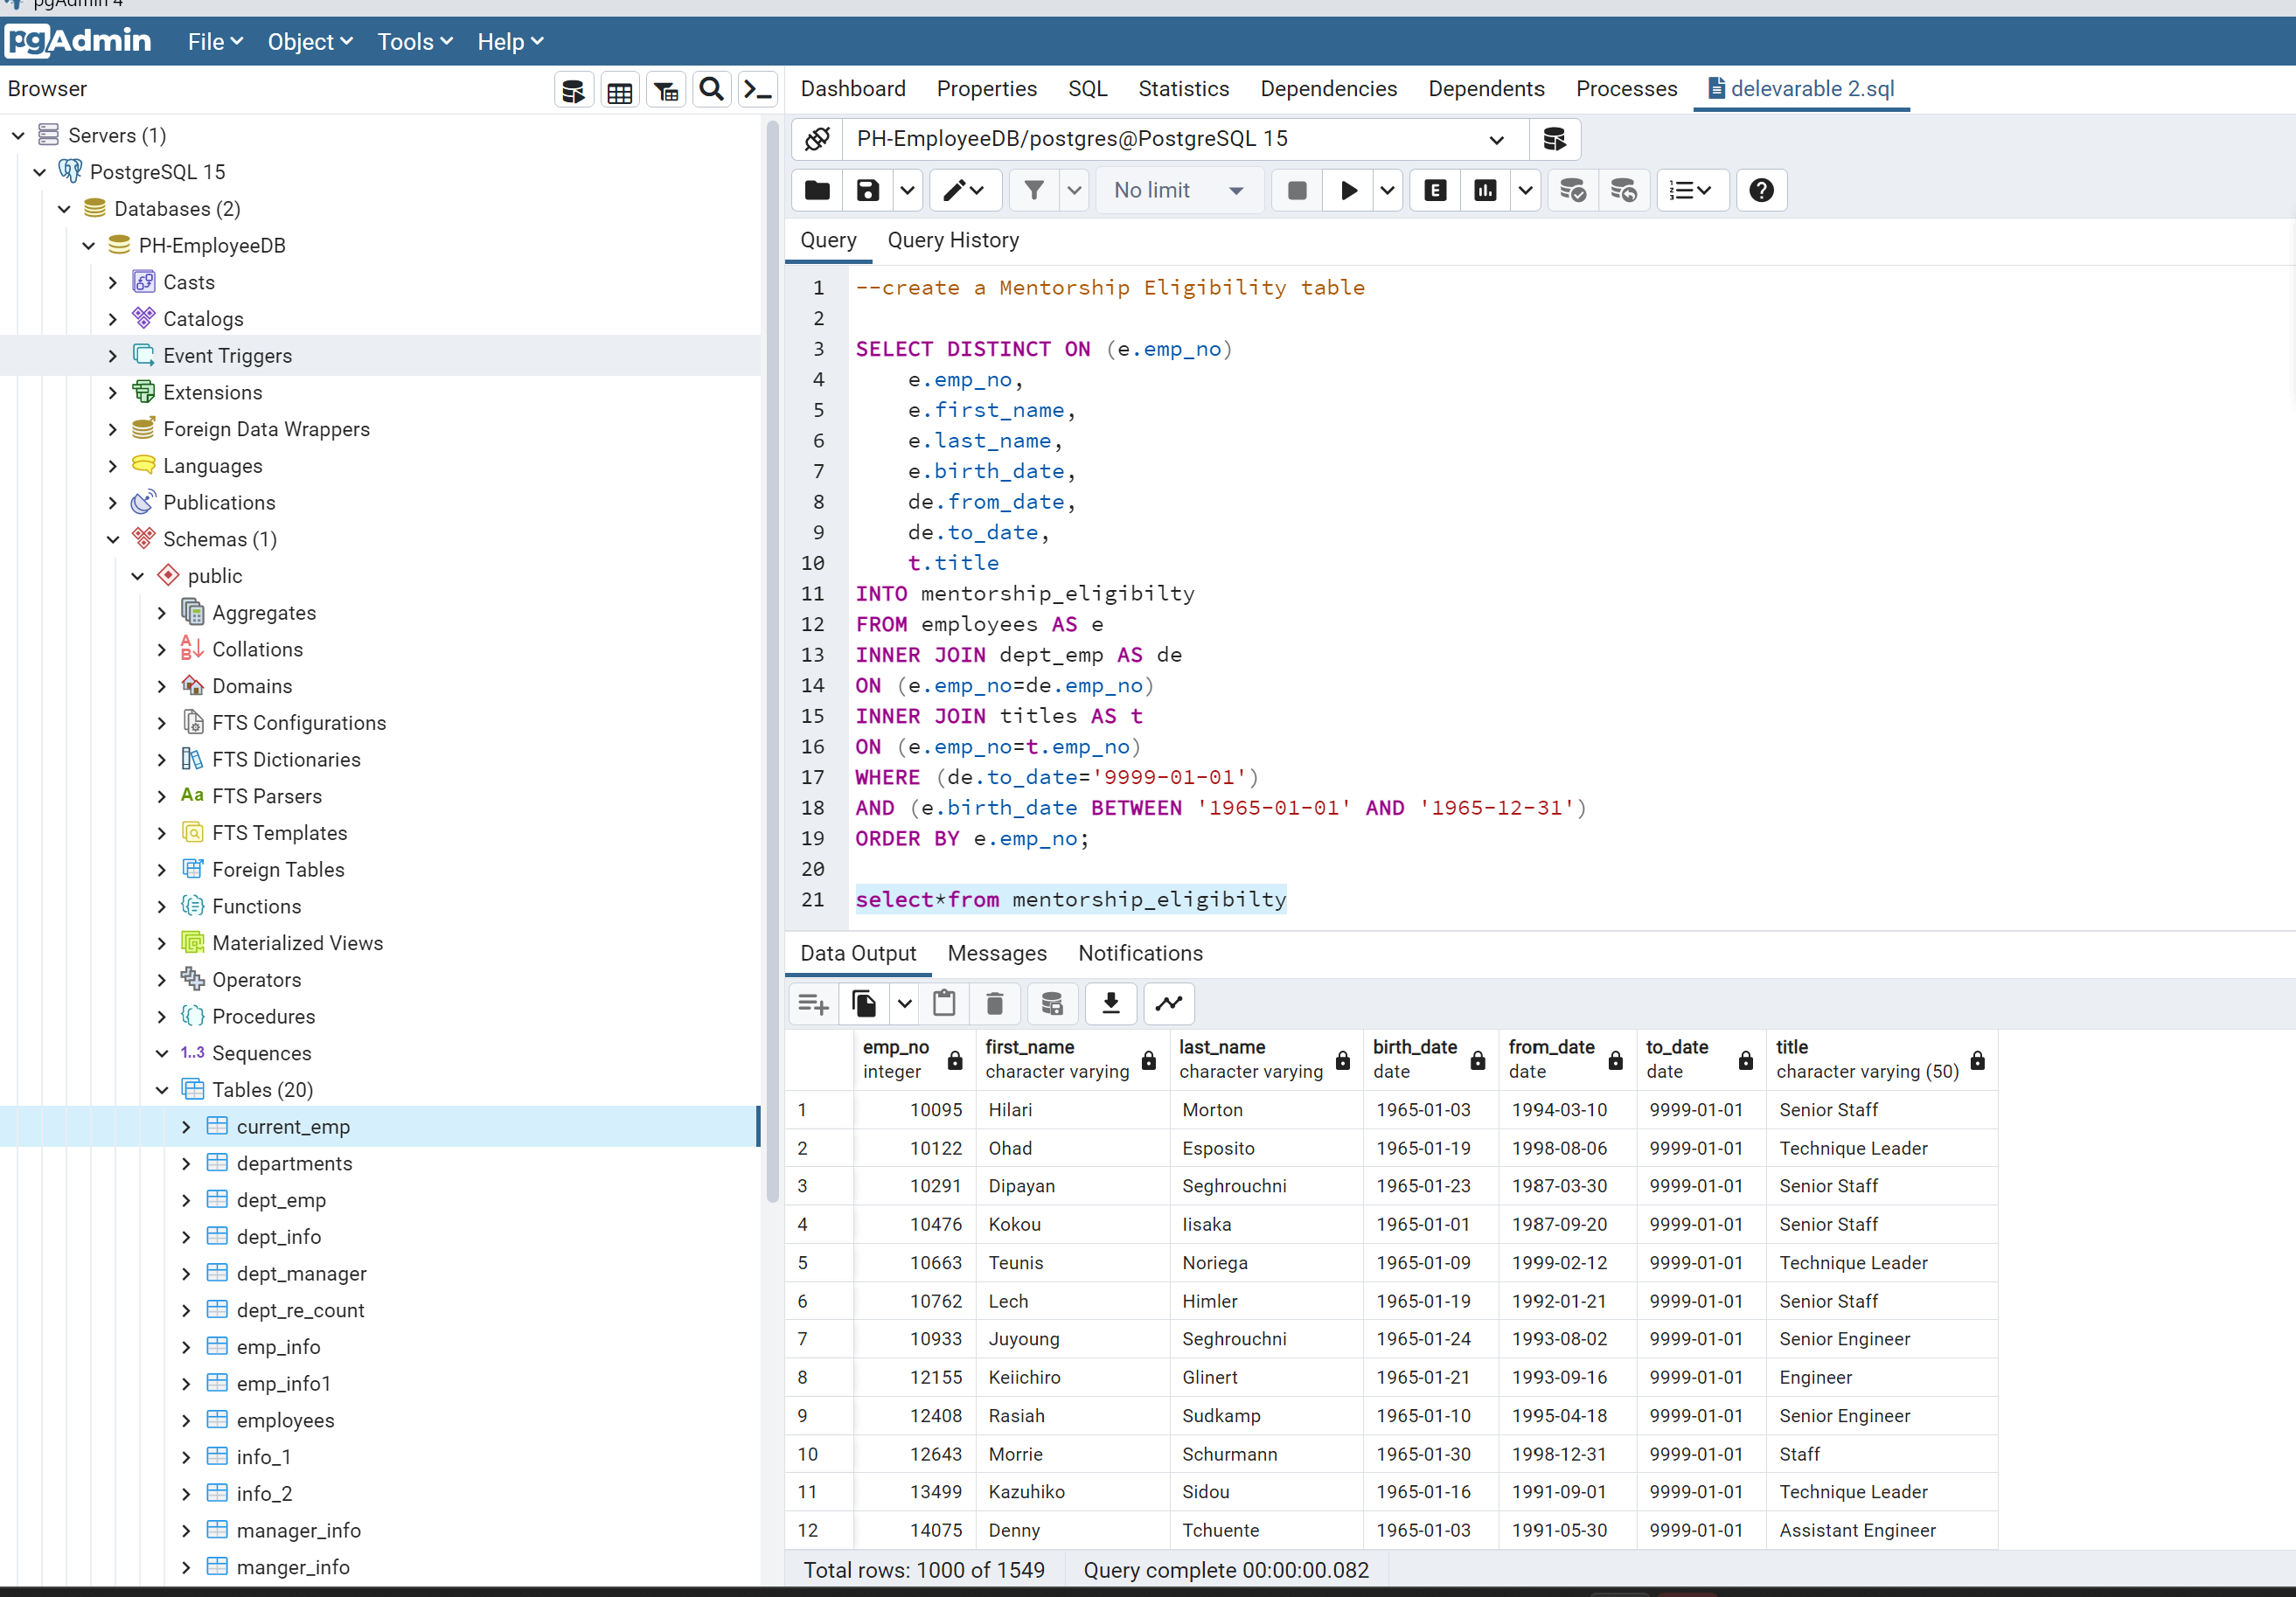 pgAdmin 4
pgAdmin File Object Tools Help
Browser
Servers (1)
PostgreSQL 15
Databases (2)
PH-EmployeeDB
Casts
Catalogs
Event Triggers
Extensions
Foreign Data Wrappers
Languages
Publications
Schemas (1)
public
Aggregates
Collations
Domains
FTS Configurations
FTS Dictionaries
Aa FTS Parsers
FTS Templates
Foreign Tables
Functions
Materialized Views
Operators
Procedures
1..3 Sequences
Tables (20)
current_emp
departments
dept_emp
dept_info
dept_manager
dept_re_count
emp_info
emp_info1
employees
info_1
info_2
manager_info
manger_info
Dashboard Properties SQL Statistics Dependencies Dependents Processes delevarable 2.sql
PH-EmployeeDB/postgres@PostgreSQL 15
No limit E
Query Query History
1 --create a Mentorship Eligibility table
2
3 SELECT DISTINCT ON (e.emp_no)
4 e.emp_no,
5 e.first_name,
6 e.last_name,
7 e.birth_date,
8 de.from_date,
9 de.to_date,
10 t.title
11 INTO mentorship_eligibilty
12 FROM employees AS e
13 INNER JOIN dept_emp AS de
14 ON (e.emp_no=de.emp_no)
15 INNER JOIN titles AS t
16 ON (e.emp_no=t.emp_no)
17 WHERE (de.to_date='9999-01-01')
18 AND (e.birth_date BETWEEN '1965-01-01' AND '1965-12-31')
19 ORDER BY e.emp_no;
20
21 select*from mentorship_eligibilty
Data Output Messages Notifications
emp_no first_name last_name birth_date from_date to_date title
integer character varying character varying date date date character varying (50)
1 10095 Hilari Morton 1965-01-03 1994-03-10 9999-01-01 Senior Staff
2 10122 Ohad Esposito 1965-01-19 1998-08-06 9999-01-01 Technique Leader
3 10291 Dipayan Seghrouchni 1965-01-23 1987-03-30 9999-01-01 Senior Staff
4 10476 Kokou Iisaka 1965-01-01 1987-09-20 9999-01-01 Senior Staff
5 10663 Teunis Noriega 1965-01-09 1999-02-12 9999-01-01 Technique Leader
6 10762 Lech Himler 1965-01-19 1992-01-21 9999-01-01 Senior Staff
7 10933 Juyoung Seghrouchni 1965-01-24 1993-08-02 9999-01-01 Senior Engineer
8 12155 Keiichiro Glinert 1965-01-21 1993-09-16 9999-01-01 Engineer
9 12408 Rasiah Sudkamp 1965-01-10 1995-04-18 9999-01-01 Senior Engineer
10 12643 Morrie Schurmann 1965-01-30 1998-12-31 9999-01-01 Staff
11 13499 Kazuhiko Sidou 1965-01-16 1991-09-01 9999-01-01 Technique Leader
12 14075 Denny Tchuente 1965-01-03 1991-05-30 9999-01-01 Assistant Engineer
Total rows: 1000 of 1549 Query complete 00:00:00.082